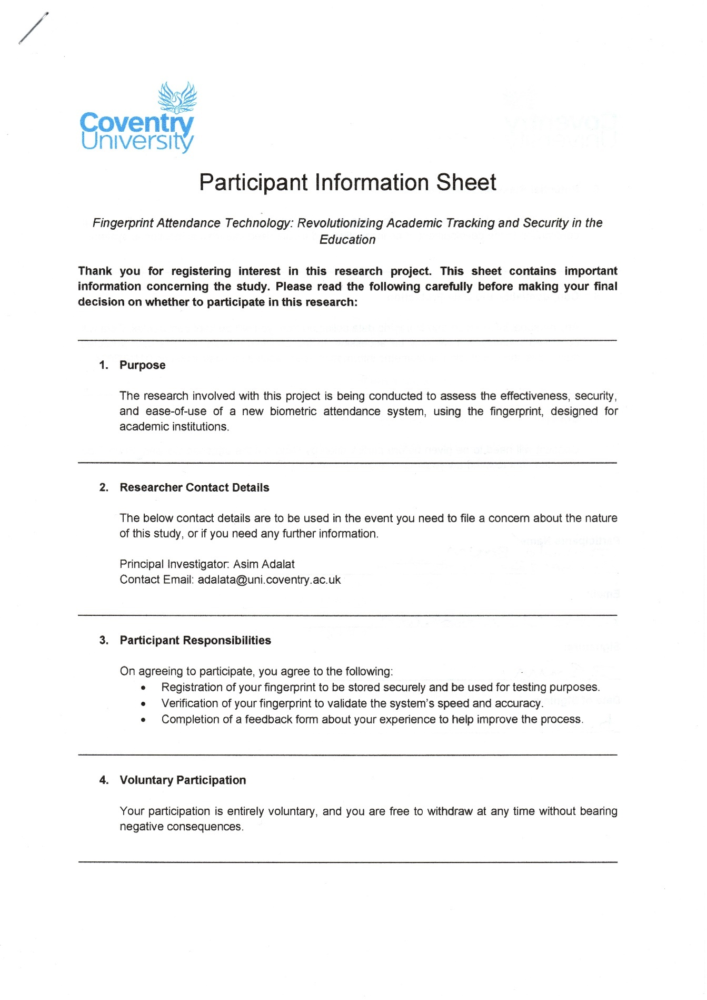 Coventry
University
Participant Information Sheet
Fingerprint Attendance Technology: Revolutionizing Academic Tracking and Security in the
Education
Thank you for registering interest in this research project. This sheet contains important
information concerning the study. Please read the following carefully before making your final
decision on whether to participate in this research:
1. Purpose
The research involved with this project is being conducted to assess the effectiveness, security,
and ease-of-use of a new biometric attendance system, using the fingerprint, designed for
academic institutions.
2. Researcher Contact Details
The below contact details are to be used in the event you need to file a concern about the nature
of this study, or if you need any further information.
Principal Investigator: Asim Adalat
Contact Email: adalata@uni.coventry.ac.uk
3. Participant Responsibilities
On agreeing to participate, you agree to the following:
• Registration of your fingerprint to be stored securely and be used for testing purposes.
• Verification of your fingerprint to validate the system's speed and accuracy.
• Completion of a feedback form about your experience to help improve the process.
4. Voluntary Participation
Your participation is entirely voluntary, and you are free to withdraw at any time without bearing
negative consequences.